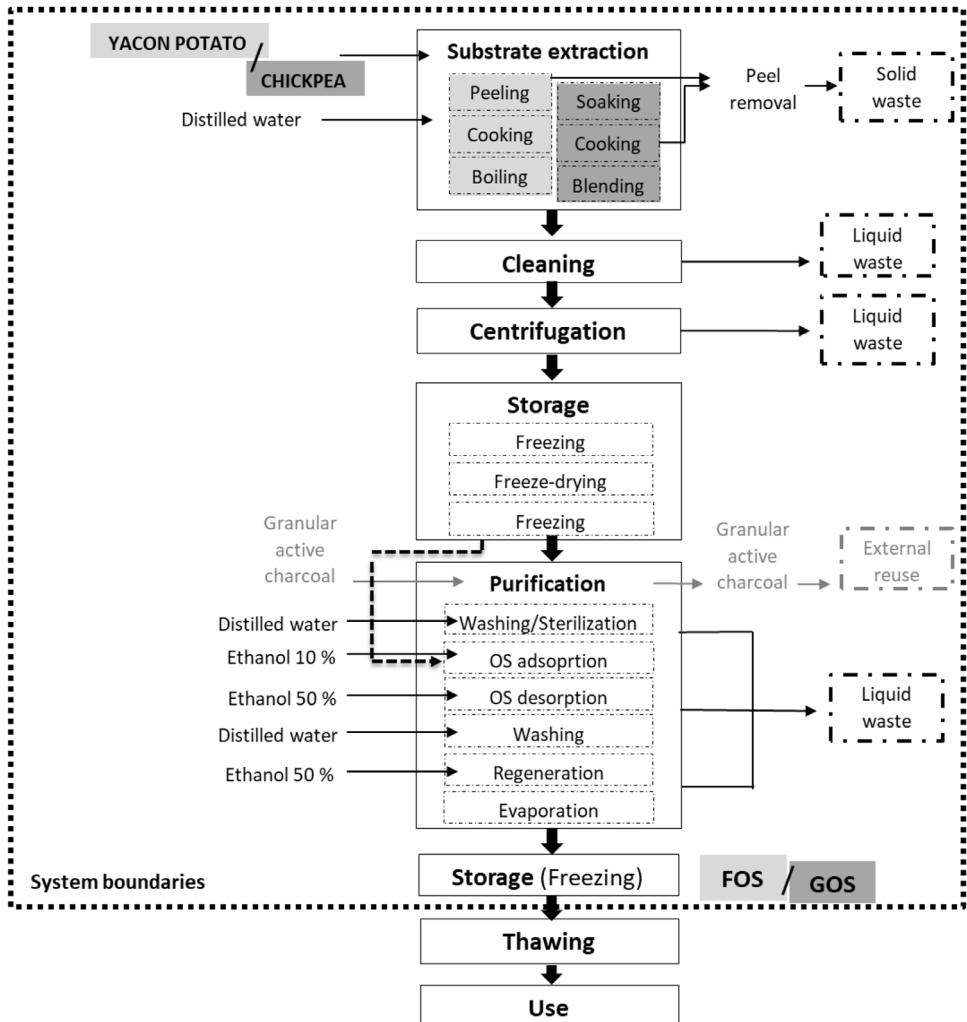 YACON POTATO
/
CHICKPEA
Distilled water
Substrate extraction
Peeling
Cooking
Boiling
Soaking
Cooking
Blending
Peel
removal
Solid
waste
Cleaning
Liquid
waste
Centrifugation
Liquid
waste
Storage
Freezing
Freeze-drying
Freezing
Granular
active
charcoal
Purification
Granular
active
charcoal
External
reuse
Distilled water
Washing/Sterilization
Ethanol 10 %
OS adsoprtion
Ethanol 50 %
OS desorption
Distilled water
Washing
Ethanol 50 %
Regeneration
Evaporation
Liquid
waste
Storage (Freezing)
FOS / GOS
System boundaries
Thawing
Use